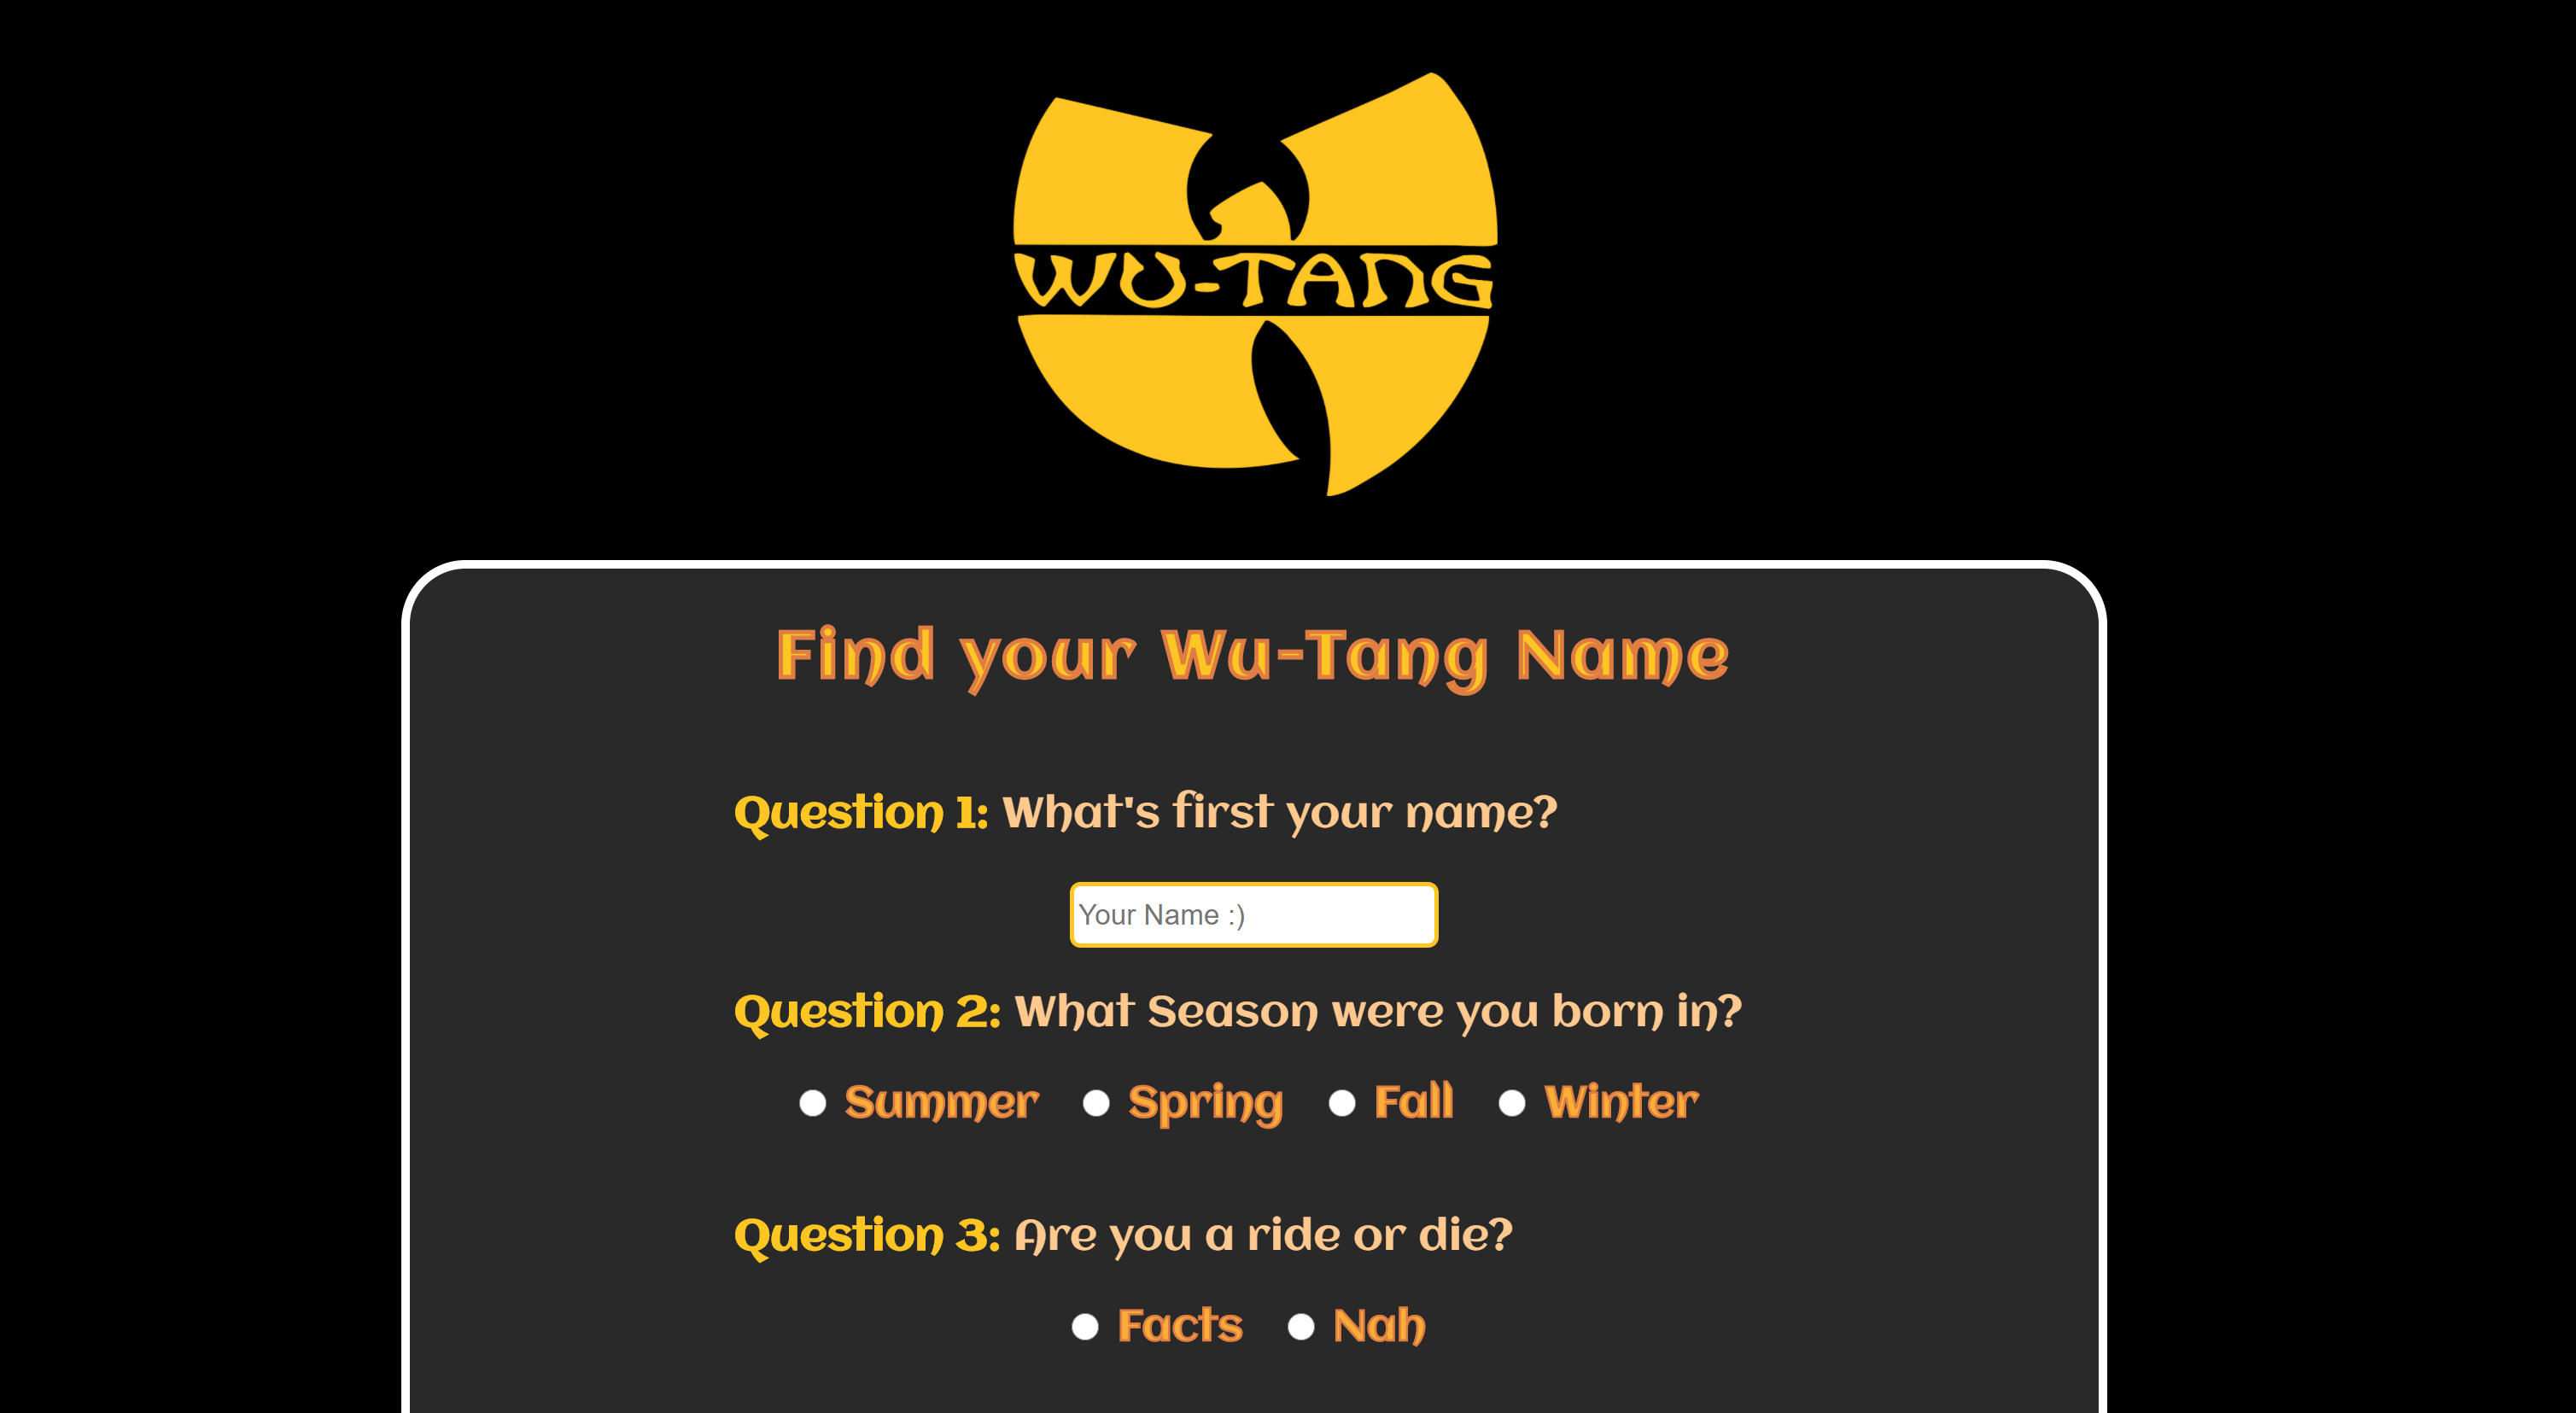 WU-TANG
Find your Wu-Tang Name
Question 1: What's first your name?
Your Name :)
Question 2: What Season were you born in?
Summer Spring Fall Winter
Question 3: Are you a ride or die?
Facts Nah